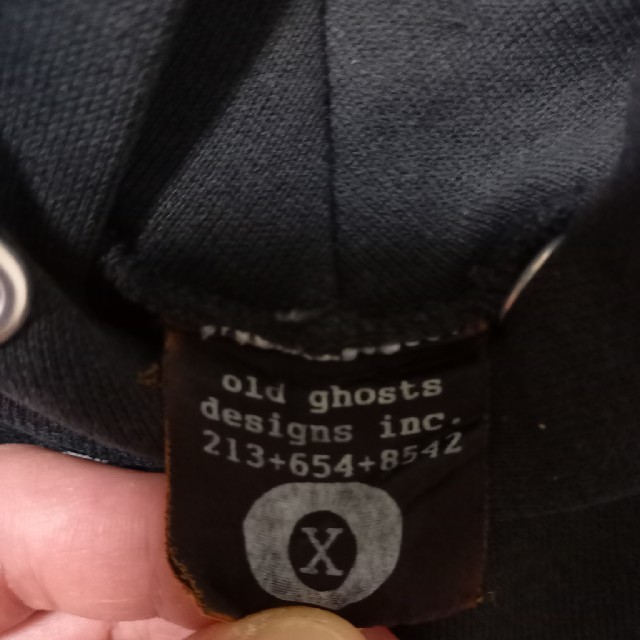 old ghosts
designs inc.
213+654+8542
X